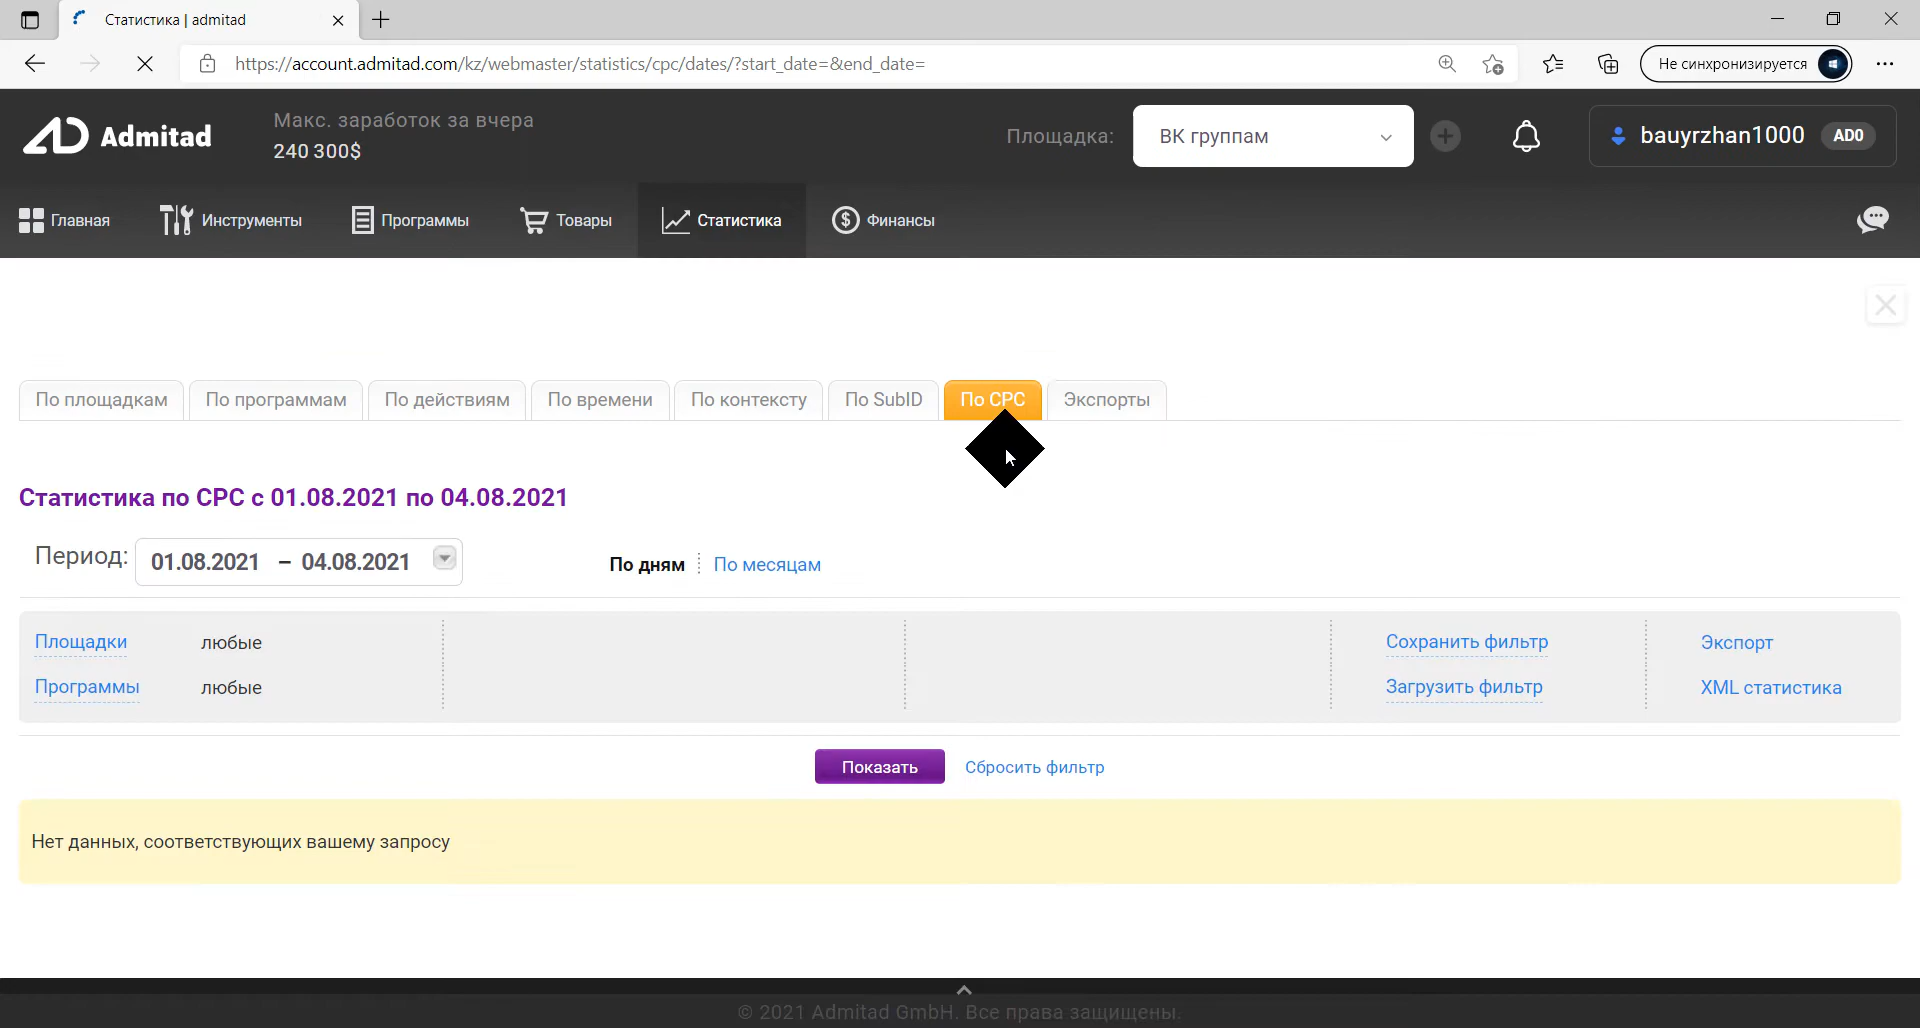 Статистика | admitad
https://account.admitad.com/kz/webmaster/statistics/cpc/dates/?start_date=&end_date=
Не синхронизируется
Admitad
Макс. заработок за вчера
240 300$
Площадка:
ВК группам
bauyrzhan1000
AD0
Главная
Инструменты
Программы
Товары
Статистика
Финансы
По площадкам
По программам
По действиям
По времени
По контексту
По SubID
По CPC
Экспорты
Статистика по CPC с 01.08.2021 по 04.08.2021
Период:
01.08.2021 – 04.08.2021
По дням
По месяцам
Площадки любые
Сохранить фильтр
Экспорт
Программы любые
Загрузить фильтр
XML статистика
Показать
Сбросить фильтр
Нет данных, соответствующих вашему запросу
© 2021 Admitad GmbH. Все права защищены.